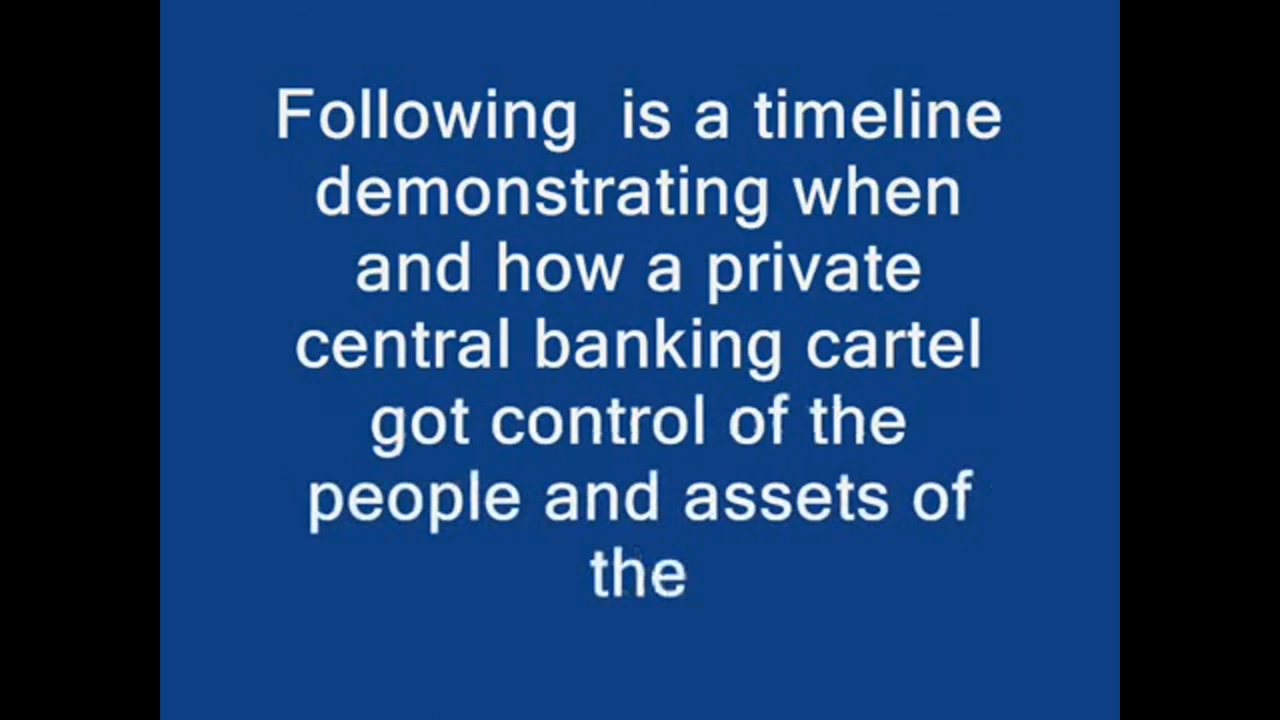 Following  is a timeline
demonstrating when
and how a private
central banking cartel
got control of the
people and assets of
the